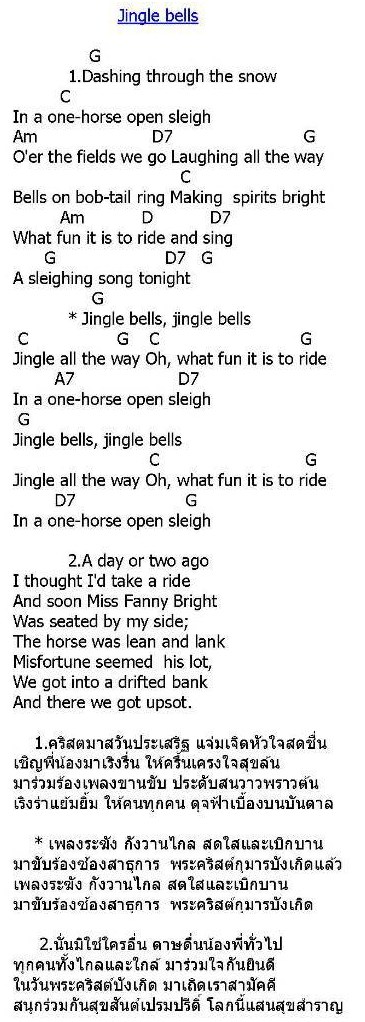 Jingle bells
G
1.Dashing through the snow
C
In a one-horse open sleigh
Am D7 G
O'er the fields we go Laughing all the way
C
Bells on bob-tail ring Making spirits bright
Am D D7
What fun it is to ride and sing
G D7 G
A sleighing song tonight
G
* Jingle bells, jingle bells
C G C G
Jingle all the way Oh, what fun it is to ride
A7 D7
In a one-horse open sleigh
G
Jingle bells, jingle bells
C G
Jingle all the way Oh, what fun it is to ride
D7 G
In a one-horse open sleigh
2.A day or two ago
I thought I'd take a ride
And soon Miss Fanny Bright
Was seated by my side;
The horse was lean and lank
Misfortune seemed his lot,
We got into a drifted bank
And there we got upsot.
1.คริสตมาสวันประเสริฐ แจ่มเจิดหัวใจสดชื่น
เชิญพี่น้องมาเริงรื่น ให้ครื้นเครงใจสุขสัน
มาร่วมร้องเพลงขานขับ ประดับสนวาวพราวต้น
เริงร่าแย้มยิ้ม ให้คนทุกคน ดุจฟ้าเบื้องบนบันดาล
* เพลงระฆัง กังวานไกล สดใสและเบิกบาน
มาขับร้องซ้องสาธุการ พระคริสต์กุมารบังเกิดแล้ว
เพลงระฆัง กังวานไกล สดใสและเบิกบาน
มาขับร้องซ้องสาธุการ พระคริสต์กุมารบังเกิด
2.นั่นมิใช่ใครอื่น ดาษดื่นน้องพี่ทั่วไป
ทุกคนทั้งไกลและใกล้ มาร่วมใจกันยินดี
ในวันพระคริสต์บังเกิด มาเถิดเราสามัคคี
สนุกร่วมกันสุขสันต์เปรมปรีดิ์ โลกนี้แสนสุขสำราญ